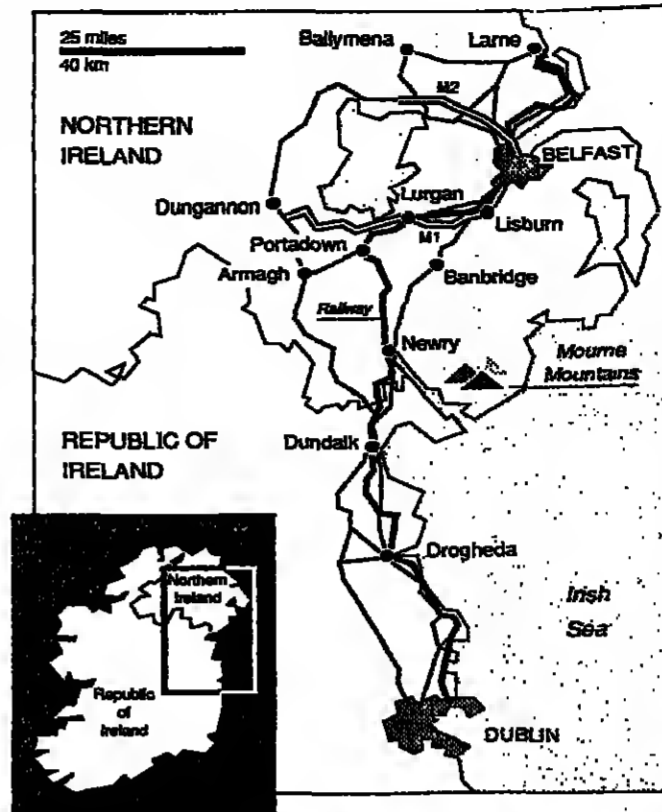 25 miles
40 km
Ballymena
Larne
M2
NORTHERN
IRELAND
BELFAST
Lurgan
Dungannon
Lisburn
Portadown
M1
Armagh
Banbridge
Railway
Newry
Mourne
Mountains
REPUBLIC OF
IRELAND
Dundalk
Drogheda
Northern
Ireland
Irish
Sea
Republic
of
Ireland
DUBLIN